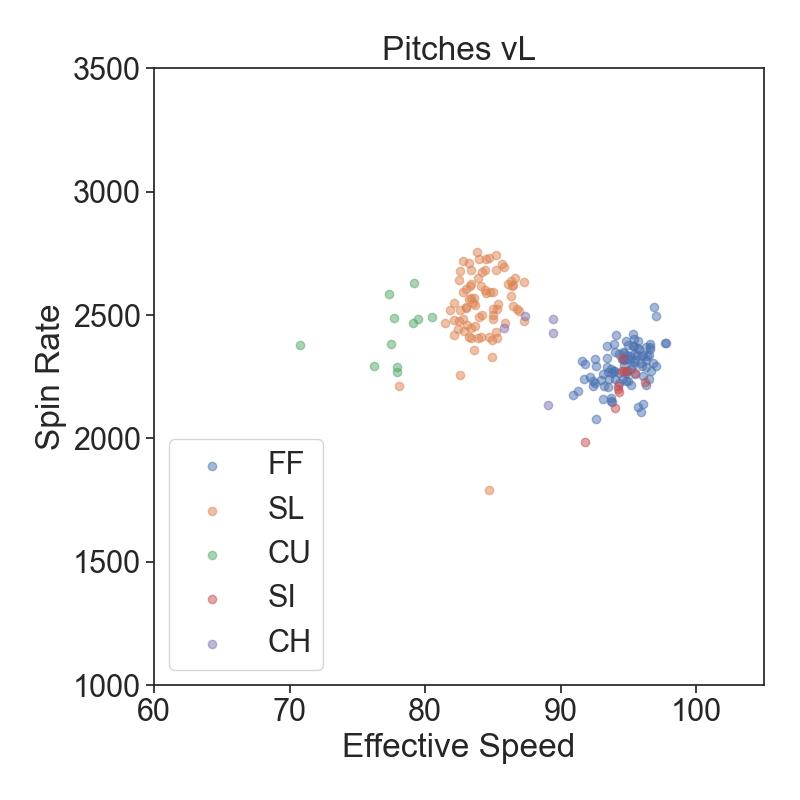 Pitches vL
3500
3000
2500
2000
1500
1000
Spin Rate
FF
SL
CU
SI
CH
60 70 80 90 100
Effective Speed